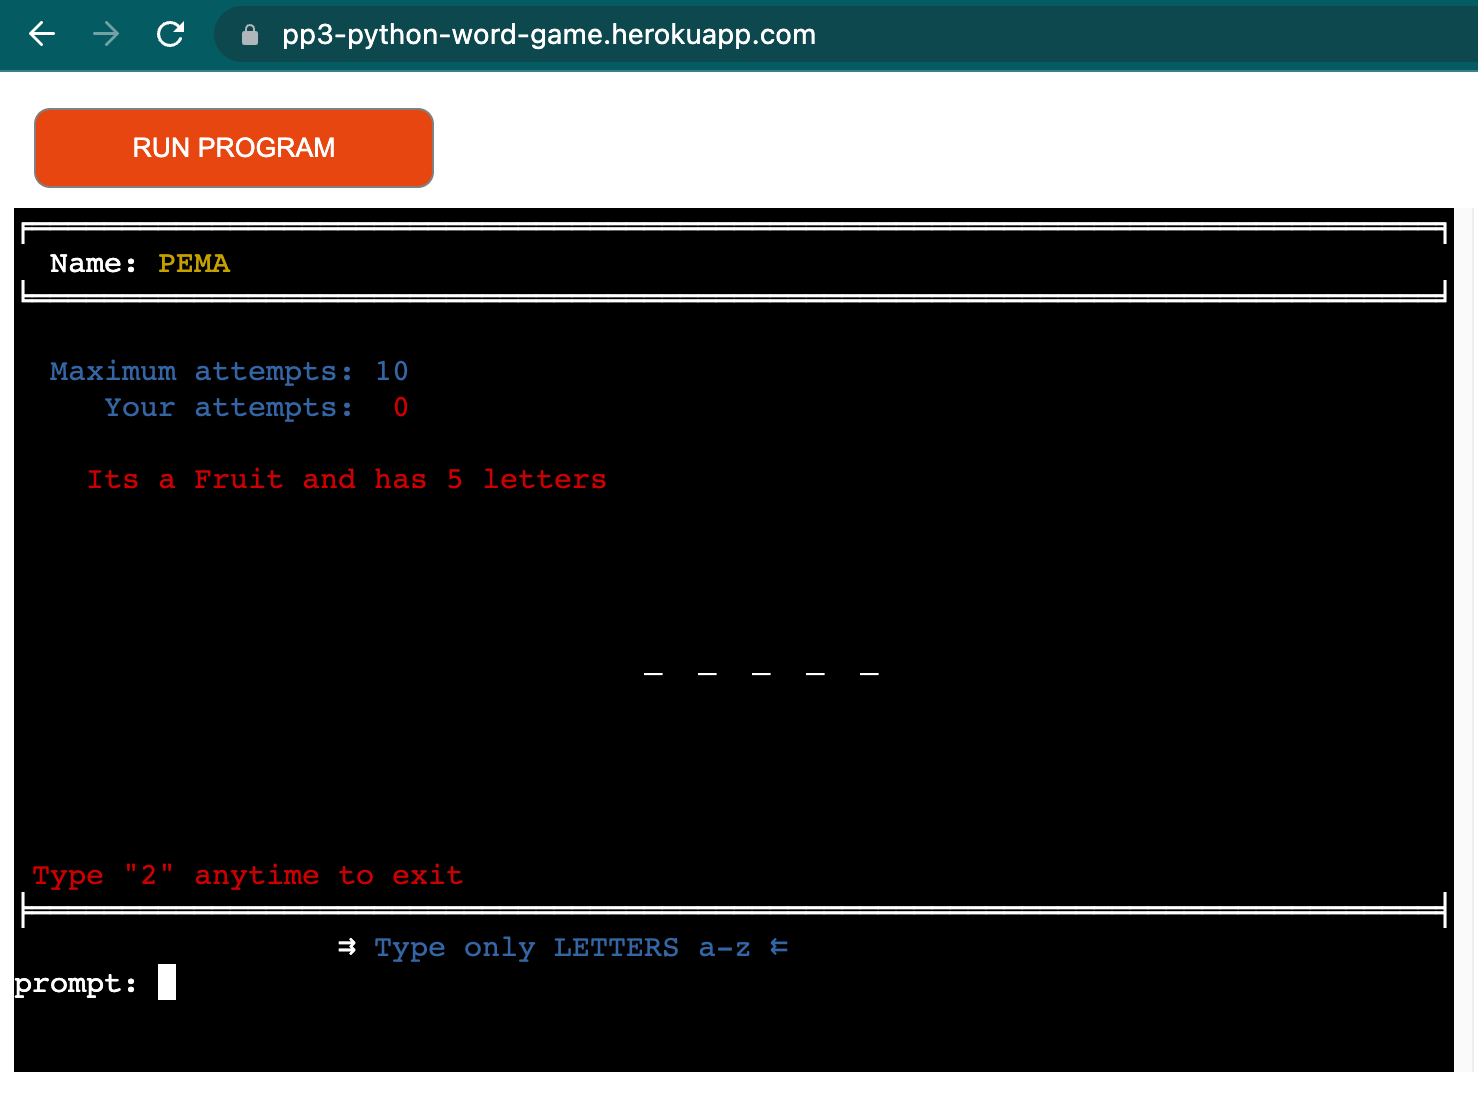 pp3-python-word-game.herokuapp.com
RUN PROGRAM
Name: PEMA
Maximum attempts: 10
Your attempts: 0
Its a Fruit and has 5 letters
_ _ _ _ _
Type "2" anytime to exit
⇉ Type only LETTERS a-z ⇇
prompt: